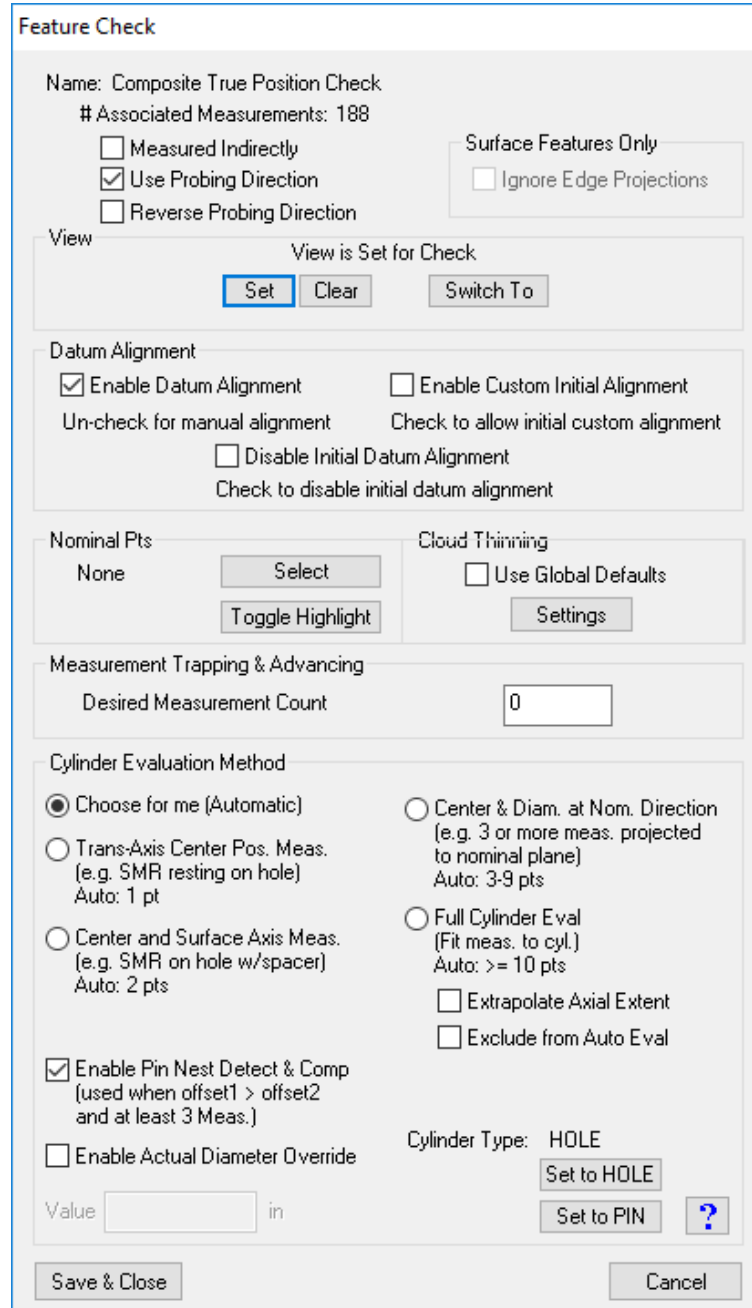 Feature Check
Name: Composite True Position Check
# Associated Measurements: 188
Measured Indirectly
Use Probing Direction
Reverse Probing Direction
Surface Features Only
Ignore Edge Projections
View
View is Set for Check
Set
Clear
Switch To
Datum Alignment
Enable Datum Alignment
Un-check for manual alignment
Enable Custom Initial Alignment
Check to allow initial custom alignment
Disable Initial Datum Alignment
Check to disable initial datum alignment
Nominal Pts
None
Select
Toggle Highlight
Cloud Thinning
Use Global Defaults
Settings
Measurement Trapping & Advancing
Desired Measurement Count
0
Cylinder Evaluation Method
Choose for me (Automatic)
Trans-Axis Center Pos. Meas.
(e.g. SMR resting on hole)
Auto: 1 pt
Center and Surface Axis Meas.
(e.g. SMR on hole w/spacer)
Auto: 2 pts
Center & Diam. at Nom. Direction
(e.g. 3 or more meas. projected
to nominal plane)
Auto: 3-9 pts
Full Cylinder Eval
(Fit meas. to cyl.)
Auto: >= 10 pts
Extrapolate Axial Extent
Exclude from Auto Eval
Enable Pin Nest Detect & Comp
(used when offset1 > offset2
and at least 3 Meas.)
Enable Actual Diameter Override
Value
in
Cylinder Type: HOLE
Set to HOLE
Set to PIN
?
Save & Close
Cancel